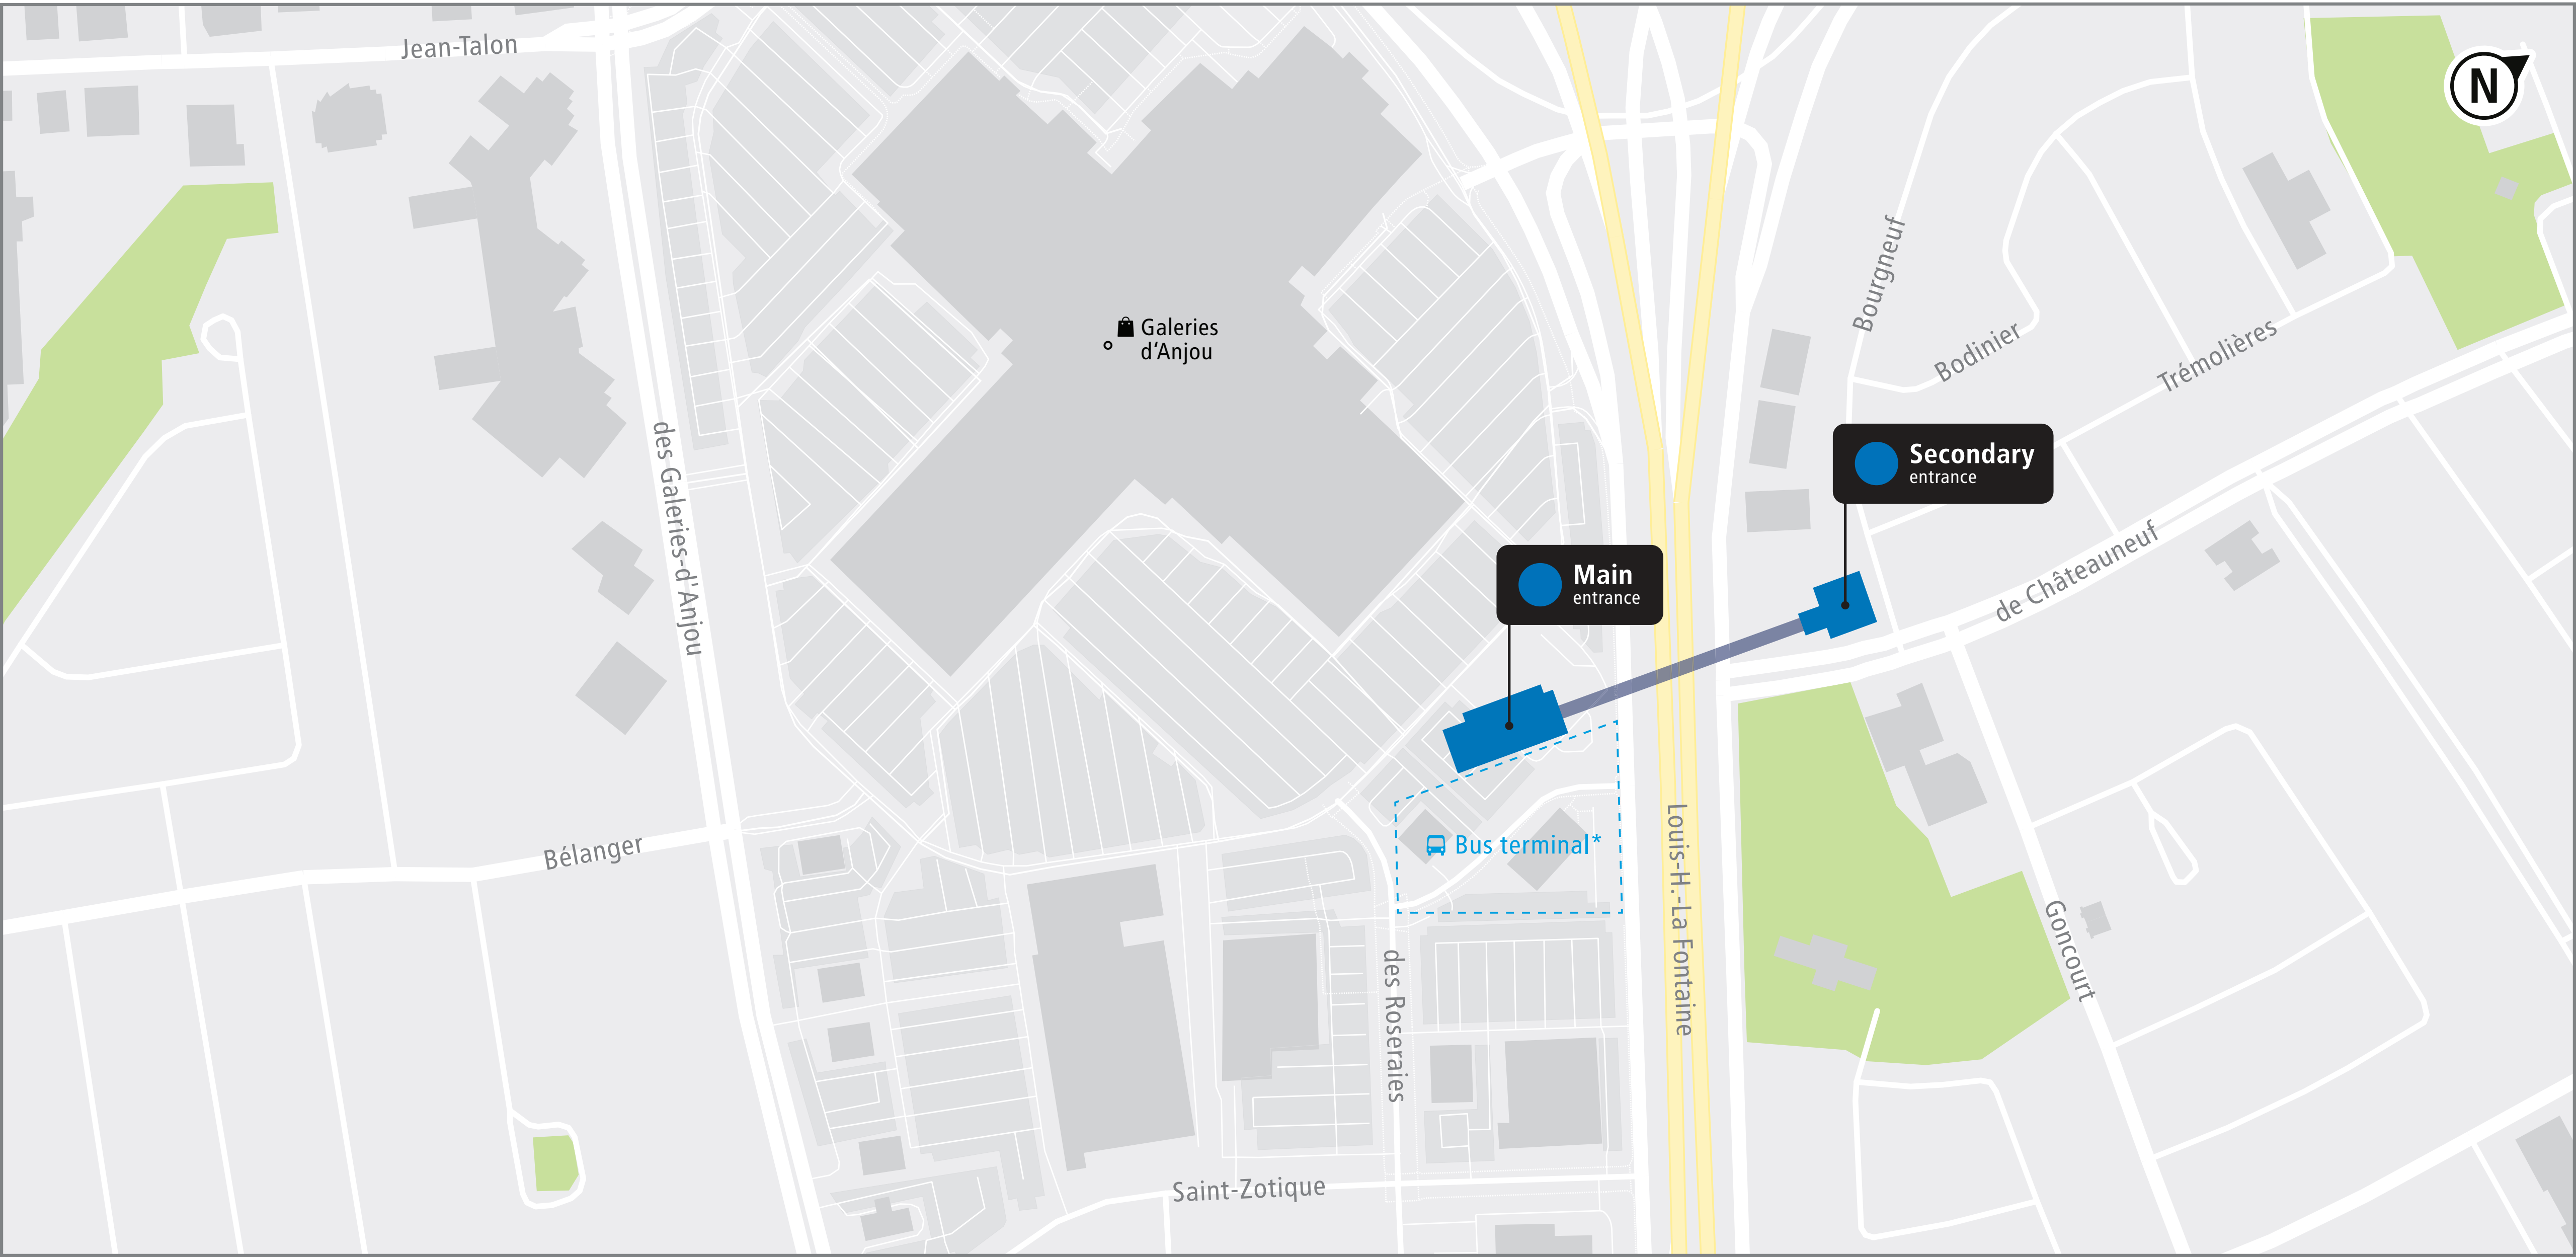 Jean-Talon
N
Bourgneuf
Galeries
d'Anjou
Bodinier
Trémolières
Secondary
entrance
des Galeries-d'Anjou
de Châteauneuf
Main
entrance
Bélanger
Bus terminal*
Louis-H.-La Fontaine
Goncourt
des Roseraies
Saint-Zotique